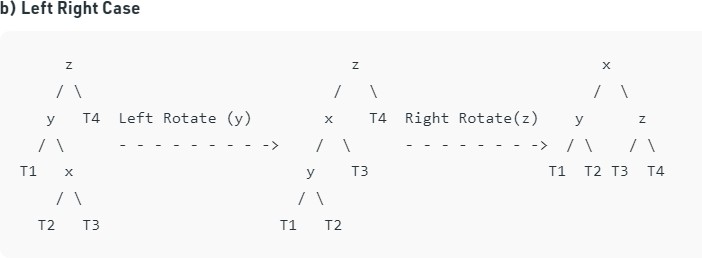 b) Left Right Case
z z x
/ \ / \ / \
y T4 Left Rotate (y) x T4 Right Rotate(z) y z
/ \ - - - - - - - - -> / \ - - - - - - - -> / \ / \
T1 x y T3 T1 T2 T3 T4
/ \ / \
T2 T3 T1 T2